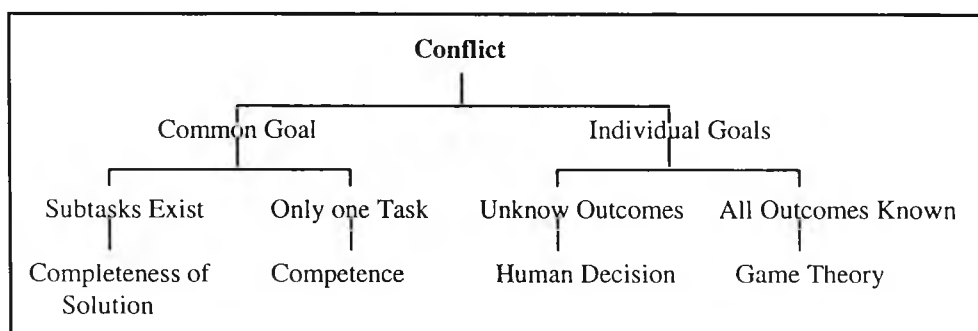 Conflict
Common Goal Individual Goals
Subtasks Exist Only one Task Unknow Outcomes All Outcomes Known
Completeness of Competence Human Decision Game Theory
Solution